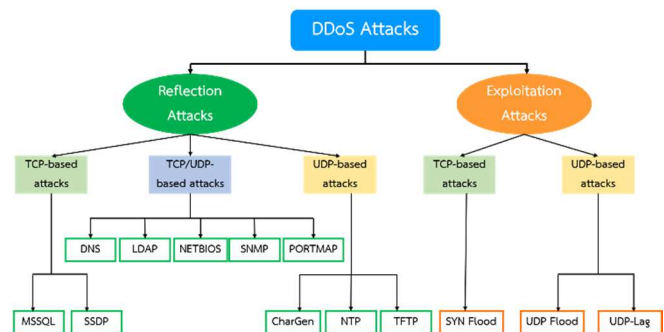 DDoS Attacks
Reflection
Attacks
Exploitation
Attacks
TCP-based
attacks
TCP/UDP-
based attacks
UDP-based
attacks
TCP-based
attacks
UDP-based
attacks
DNS
LDAP
NETBIOS
SNMP
PORTMAP
MSSQL
SSDP
CharGen
NTP
TFTP
SYN Flood
UDP Flood
UDP-Lag